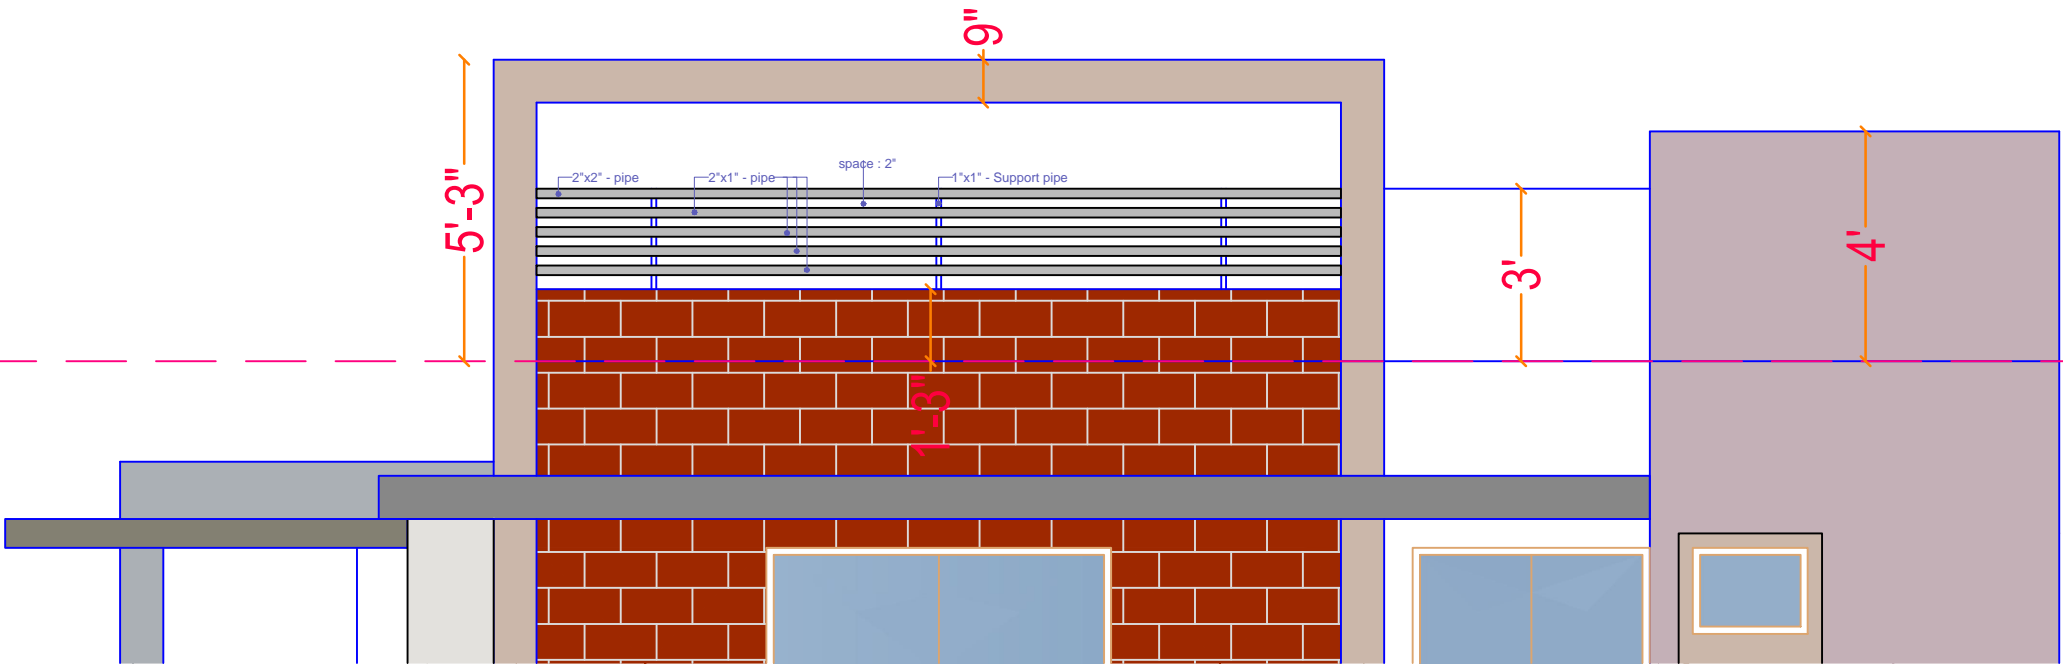 9"
5'-3"
space : 2"
2"x2" - pipe
2"x1" - pipe
1"x1" - Support pipe
3'
4'
1'-3"